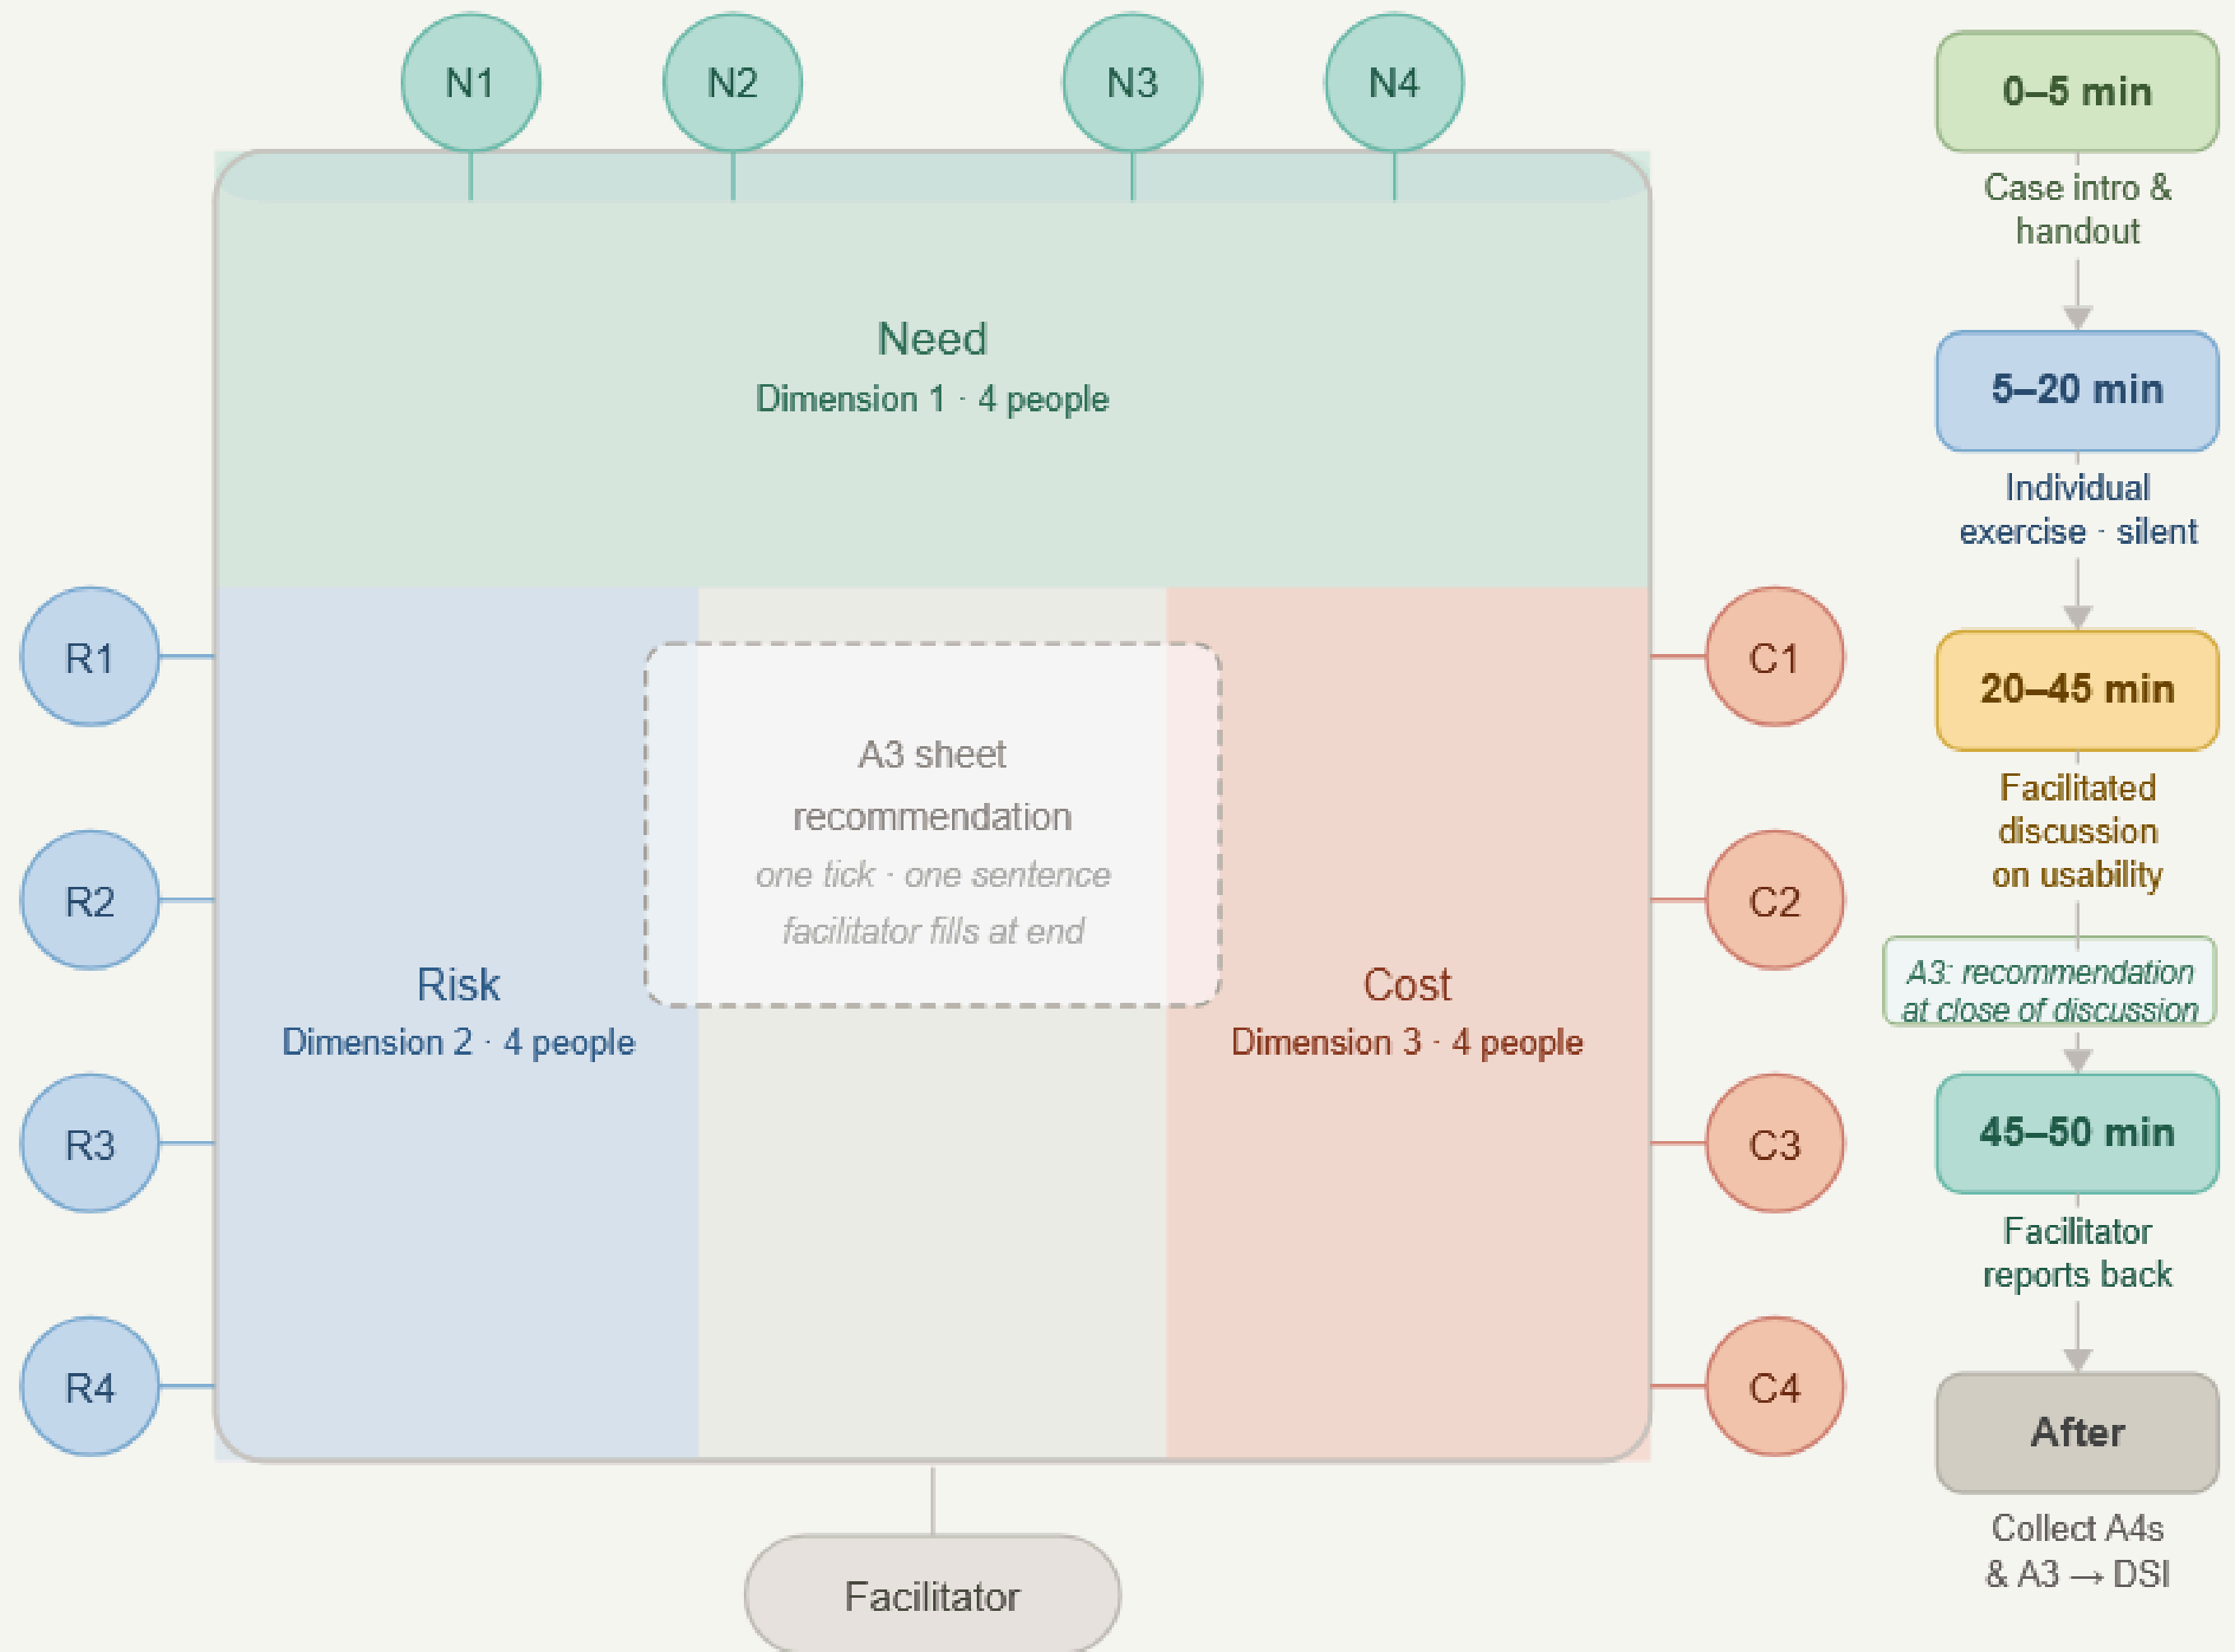 N1
N2
N3
N4
Need
Dimension 1 · 4 people
R1
R2
R3
R4
Risk
Dimension 2 · 4 people
A3 sheet
recommendation
one tick · one sentence
facilitator fills at end
Cost
Dimension 3 · 4 people
C1
C2
C3
C4
Facilitator
0–5 min
Case intro &
handout
5–20 min
Individual
exercise · silent
20–45 min
Facilitated
discussion
on usability
A3: recommendation
at close of discussion
45–50 min
Facilitator
reports back
After
Collect A4s
& A3 → DSI